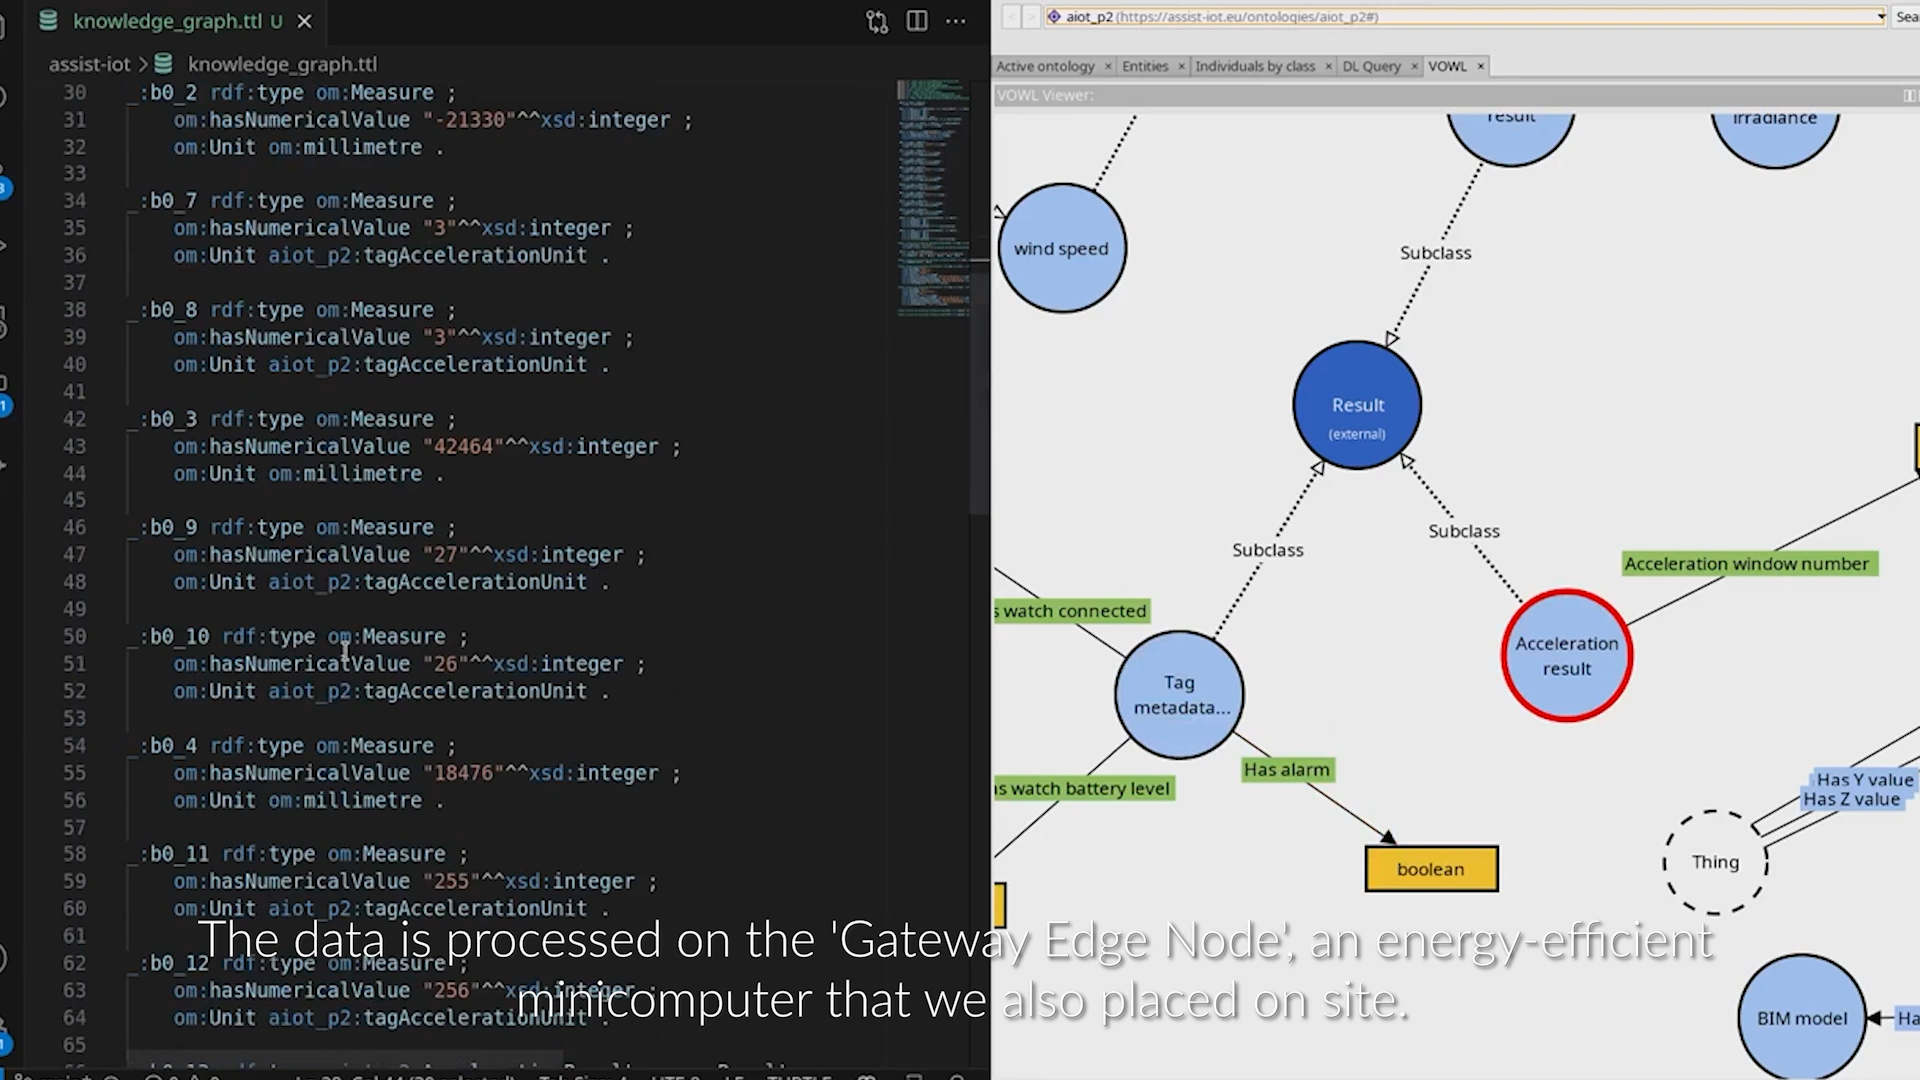 knowledge_graph.ttl U
assist-iot > knowledge_graph.ttl
30 _:b0_2 rdf:type om:Measure ;
31 om:hasNumericalValue "-21330"^^xsd:integer ;
32 om:Unit om:millimetre .
33
34 _:b0_7 rdf:type om:Measure ;
35 om:hasNumericalValue "3"^^xsd:integer ;
36 om:Unit aiot_p2:tagAccelerationUnit .
37
38 _:b0_8 rdf:type om:Measure ;
39 om:hasNumericalValue "3"^^xsd:integer ;
40 om:Unit aiot_p2:tagAccelerationUnit .
41
42 _:b0_3 rdf:type om:Measure ;
43 om:hasNumericalValue "42464"^^xsd:integer ;
44 om:Unit om:millimetre .
45
46 _:b0_9 rdf:type om:Measure ;
47 om:hasNumericalValue "27"^^xsd:integer ;
48 om:Unit aiot_p2:tagAccelerationUnit .
49
50 _:b0_10 rdf:type om:Measure ;
51 om:hasNumericalValue "26"^^xsd:integer ;
52 om:Unit aiot_p2:tagAccelerationUnit .
53
54 _:b0_4 rdf:type om:Measure ;
55 om:hasNumericalValue "18476"^^xsd:integer ;
56 om:Unit om:millimetre .
57
58 _:b0_11 rdf:type om:Measure ;
59 om:hasNumericalValue "255"^^xsd:integer ;
60 om:Unit aiot_p2:tagAccelerationUnit .
61
62 _:b0_12 rdf:type om:Measure ;
63 om:hasNumericalValue "256"^^xsd:integer ;
64 om:Unit aiot_p2:tagAccelerationUnit .
65
aiot_p2 (https://assist-iot.eu/ontologies/aiot_p2#)
Active ontology × Entities × Individuals by class × DL Query × VOWL ×
VOWL Viewer:
result
irradiance
wind speed
Subclass
Result
(external)
Subclass
Subclass
Acceleration window number
s watch connected
Acceleration
result
Tag
metadata...
Has alarm
s watch battery level
Has Y value
Has Z value
boolean
Thing
BIM model
Ha
The data is processed on the 'Gateway Edge Node', an energy-efficient
minicomputer that we also placed on site.